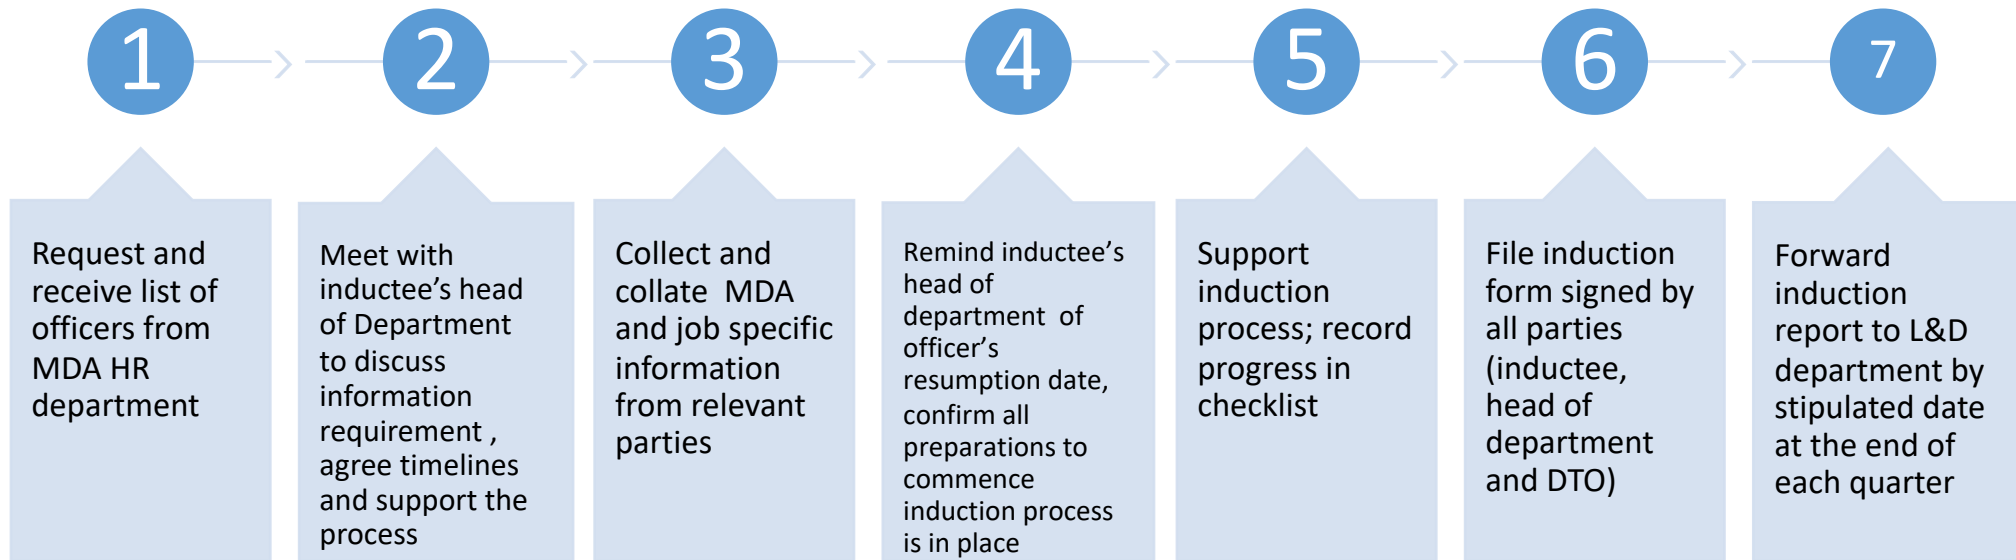 1
2
3
4
5
6
7
Request and
receive list of
officers from
MDA HR
department
Meet with
inductee’s head
of Department
to discuss
information
requirement ,
agree timelines
and support the
process
Collect and
collate  MDA
and job specific
information
from relevant
parties
Remind inductee’s
head of
department  of
officer’s
resumption date,
confirm all
preparations to
commence
induction process
is in place
Support
induction
process; record
progress in
checklist
File induction
form signed by
all parties
(inductee,
head of
department
and DTO)
Forward
induction
report to L&D
department by
stipulated date
at the end of
each quarter